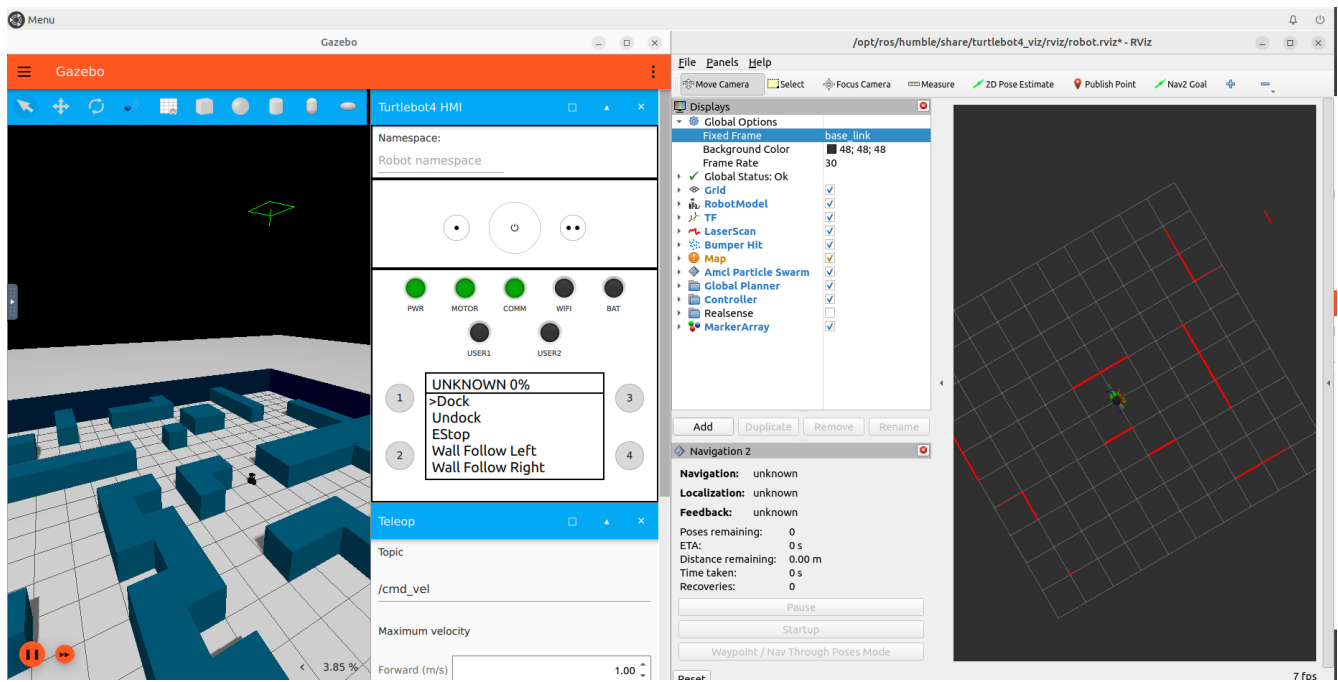 Menu
Gazebo
Gazebo
Turtlebot4 HMI
Namespace:
Robot namespace
PWR
MOTOR
COMM
WIFI
BAT
USER1
USER2
1
2
3
4
UNKNOWN 0%
>Dock
Undock
EStop
Wall Follow Left
Wall Follow Right
Teleop
Topic
/cmd_vel
Maximum velocity
Forward (m/s) 1.00
< 3.85 %
/opt/ros/humble/share/turtlebot4_viz/rviz/robot.rviz* - RViz
File Panels Help
Move Camera Select Focus Camera Measure 2D Pose Estimate Publish Point Nav2 Goal
Displays
Global Options
Fixed Frame base_link
Background Color 48; 48; 48
Frame Rate 30
Global Status: Ok
Grid
RobotModel
TF
LaserScan
Bumper Hit
Map
Amcl Particle Swarm
Global Planner
Controller
Realsense
MarkerArray
Add Duplicate Remove Rename
Navigation 2
Navigation: unknown
Localization: unknown
Feedback: unknown
Poses remaining: 0
ETA: 0 s
Distance remaining: 0.00 m
Time taken: 0 s
Recoveries: 0
Pause
Startup
Waypoint / Nav Through Poses Mode
Reset
7 fps